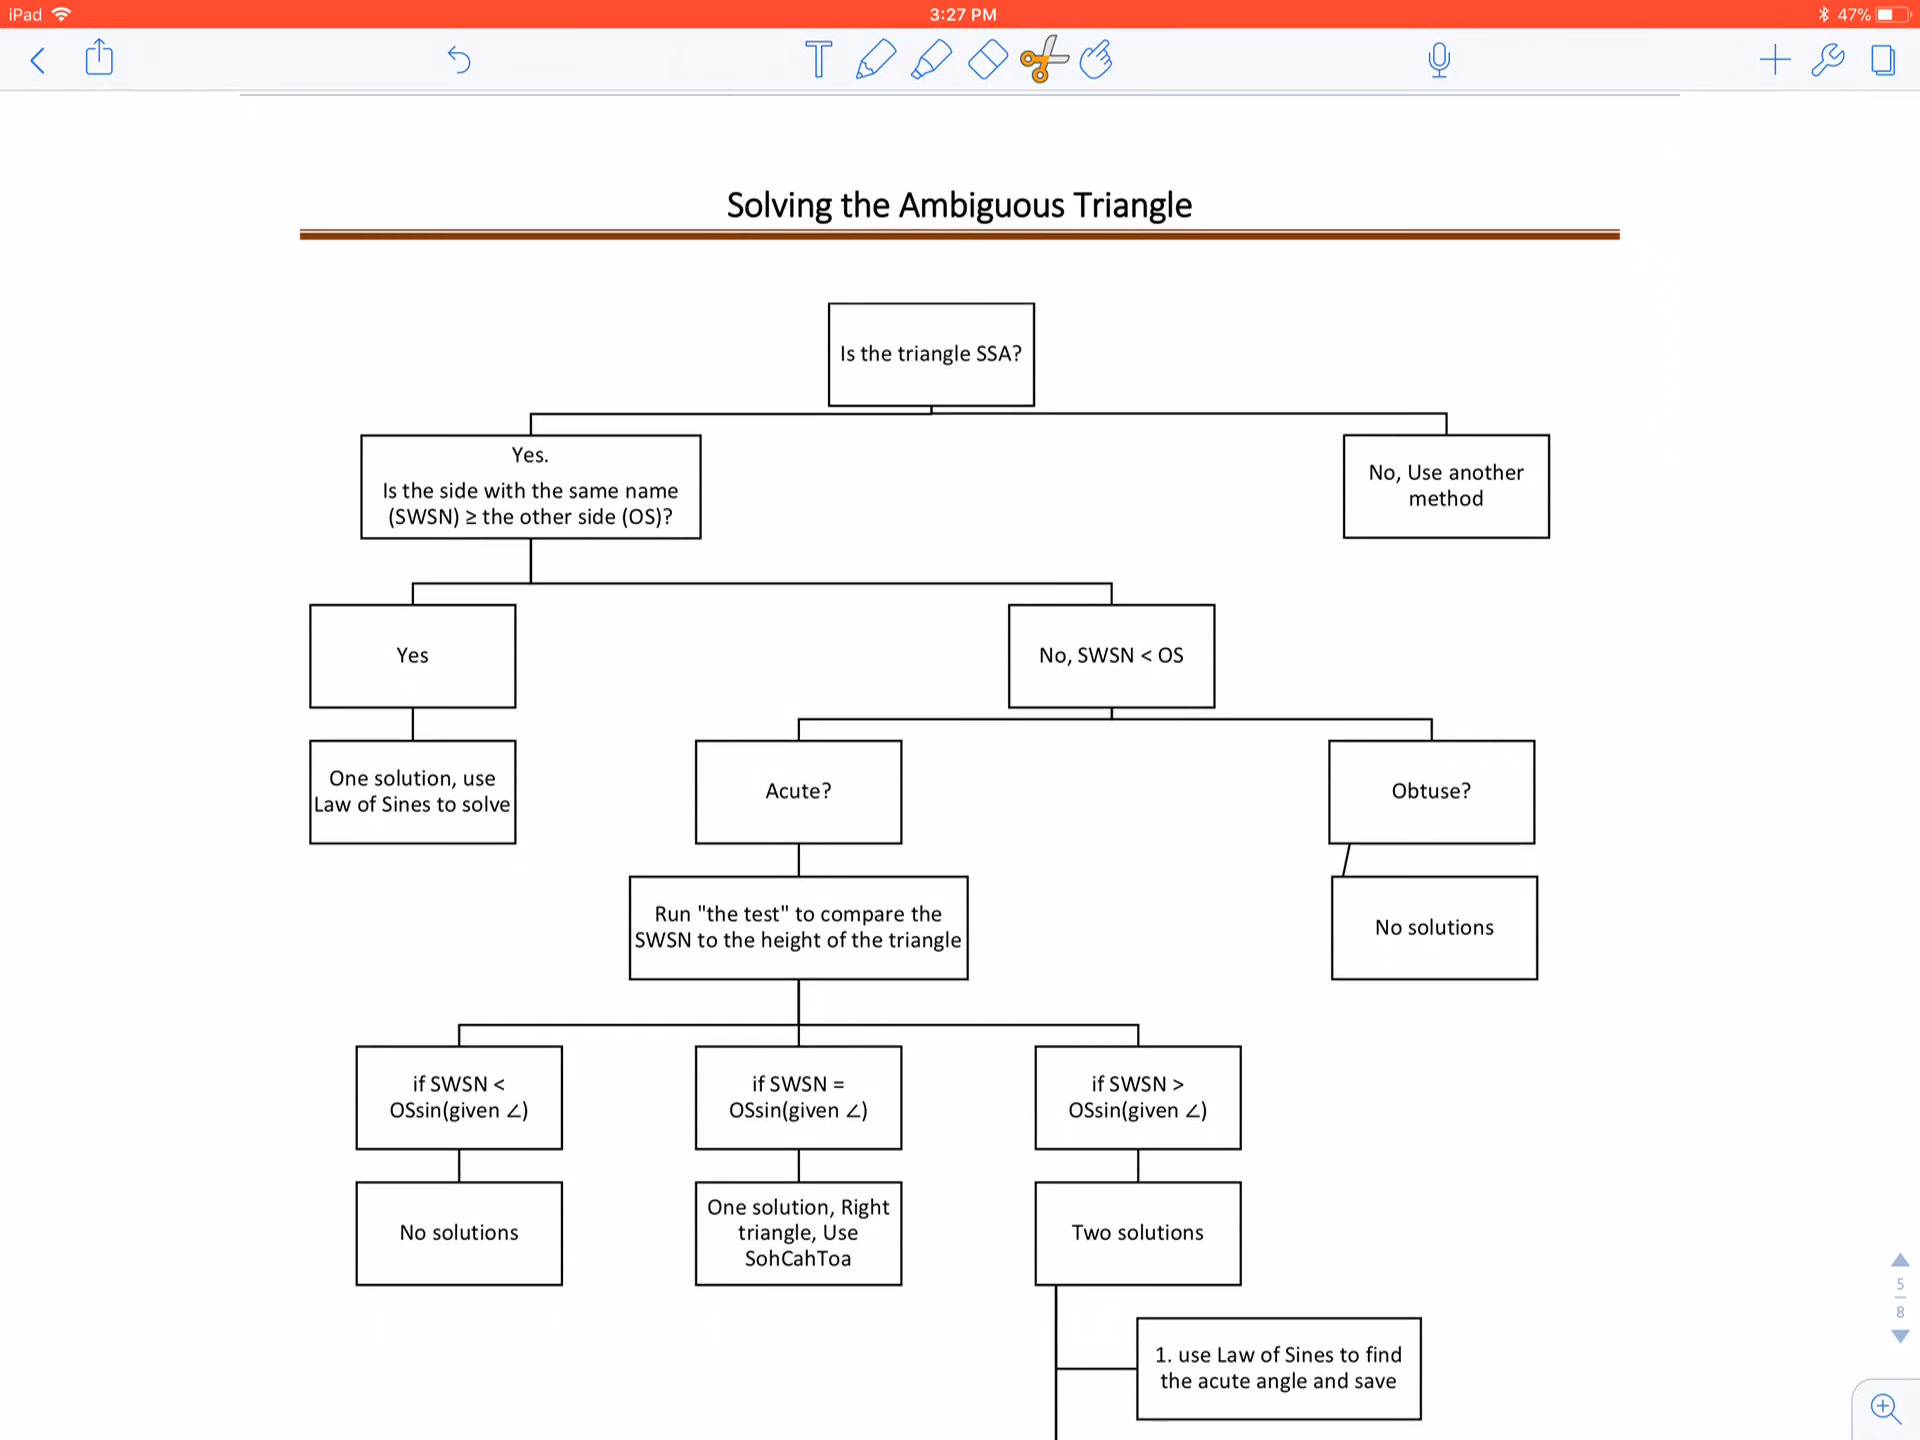 iPad
3:27 PM
47%
Solving the Ambiguous Triangle
Is the triangle SSA?
Yes.
Is the side with the same name
(SWSN) ≥ the other side (OS)?
No, Use another
method
Yes
No, SWSN < OS
One solution, use
Law of Sines to solve
Acute?
Obtuse?
Run "the test" to compare the
SWSN to the height of the triangle
No solutions
if SWSN <
OSsin(given ∠)
if SWSN =
OSsin(given ∠)
if SWSN >
OSsin(given ∠)
No solutions
One solution, Right
triangle, Use
SohCahToa
Two solutions
5
8
1. use Law of Sines to find
the acute angle and save